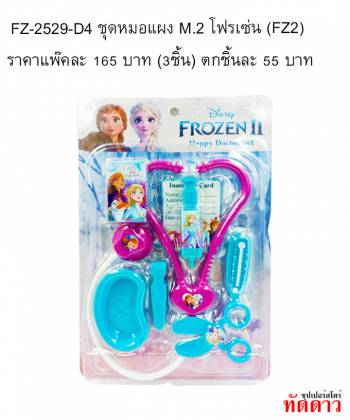 FZ-2529-D4 ชุดหมอแผง M.2 โฟรเซ่น (FZ2)
ราคาแพ๊คละ 165 บาท (3ชิ้น) ตกชิ้นละ 55 บาท
Disney
FROZEN II
Happy Doctor Set
ซุปเปอร์สโตร์
ทัดดาว